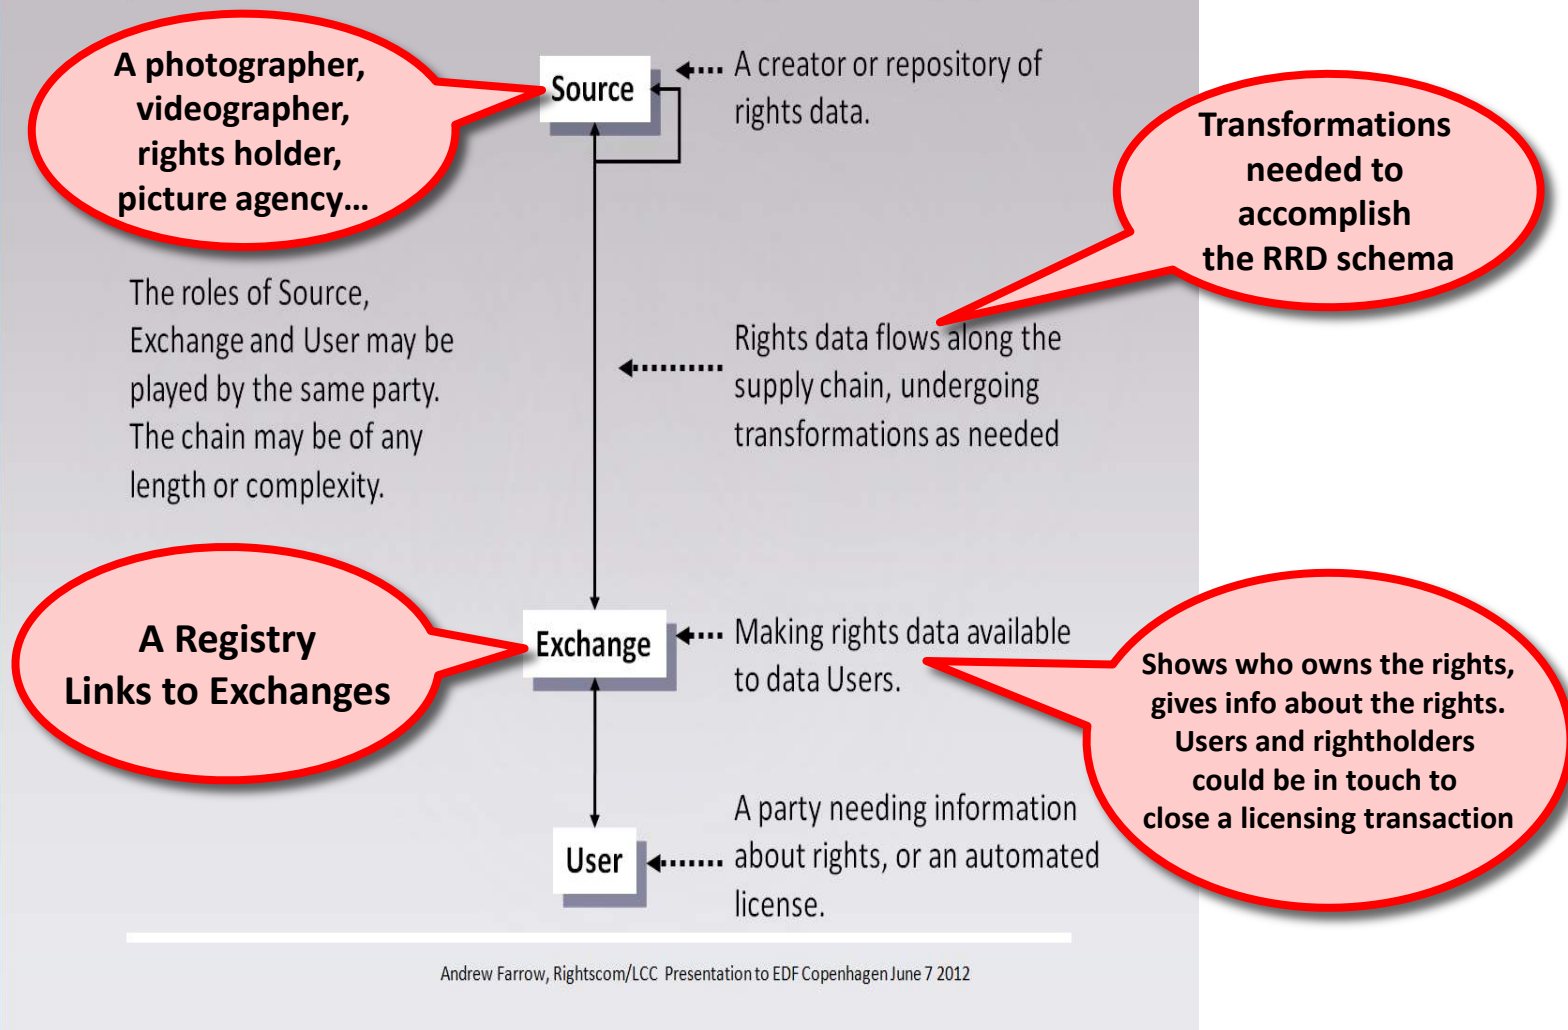 A photographer,
videographer,
rights holder,
picture agency...
Source
A creator or repository of
rights data.
Transformations
needed to
accomplish
the RRD schema
The roles of Source,
Exchange and User may be
played by the same party.
The chain may be of any
length or complexity.
Rights data flows along the
supply chain, undergoing
transformations as needed
A Registry
Links to Exchanges
Exchange
Making rights data available
to data Users.
Shows who owns the rights,
gives info about the rights.
Users and rightholders
could be in touch to
close a licensing transaction
User
A party needing information
about rights, or an automated
license.
Andrew Farrow, Rightscom/LCC Presentation to EDF Copenhagen June 7 2012